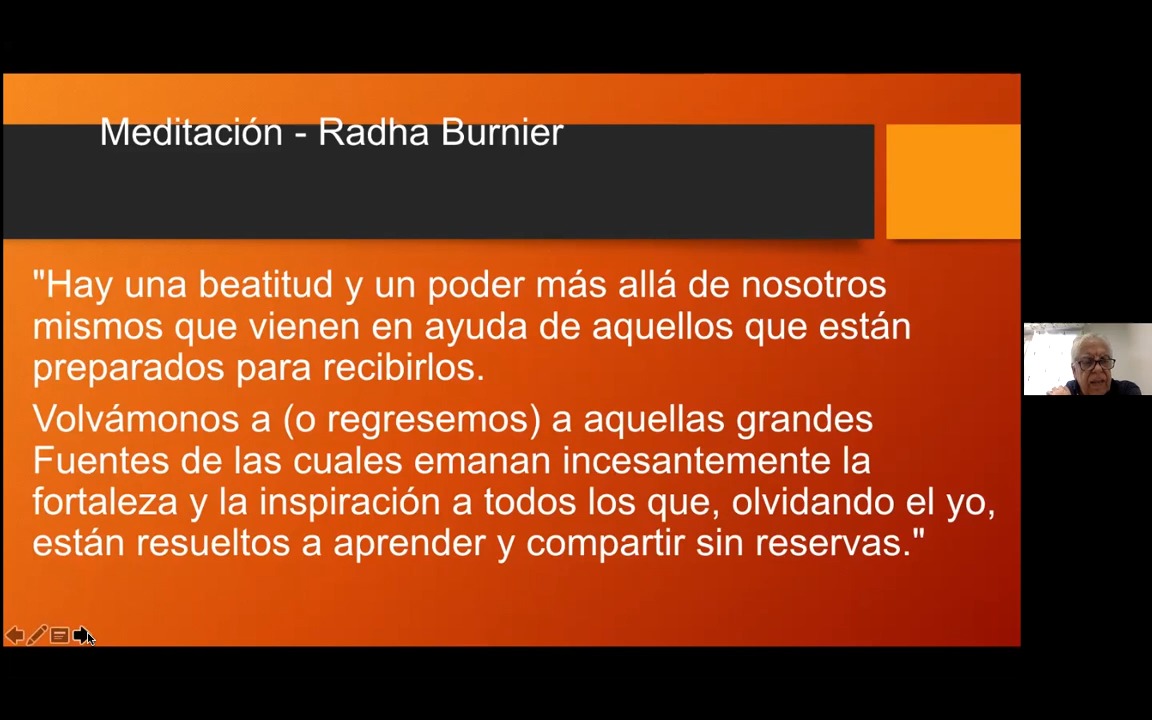 Meditación - Radha Burnier
"Hay una beatitud y un poder más allá de nosotros
mismos que vienen en ayuda de aquellos que están
preparados para recibirlos.
Volvámonos a (o regresemos) a aquellas grandes
Fuentes de las cuales emanan incesantemente la
fortaleza y la inspiración a todos los que, olvidando el yo,
están resueltos a aprender y compartir sin reservas."